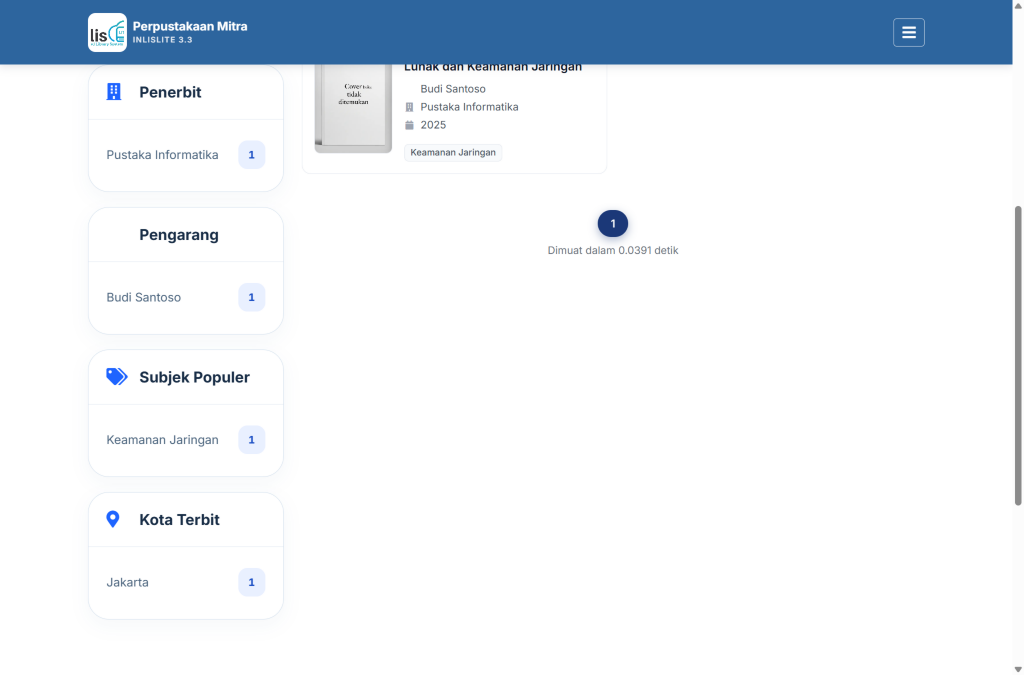 lis
Perpustakaan Mitra
INLISLITE 3.3
Penerbit
Pustaka Informatika 1
Pengarang
Budi Santoso 1
Subjek Populer
Keamanan Jaringan 1
Kota Terbit
Jakarta 1
Lunak dan Keamanan Jaringan
Cover buku
tidak
ditemukan
Budi Santoso
Pustaka Informatika
2025
Keamanan Jaringan
1
Dimuat dalam 0.0391 detik